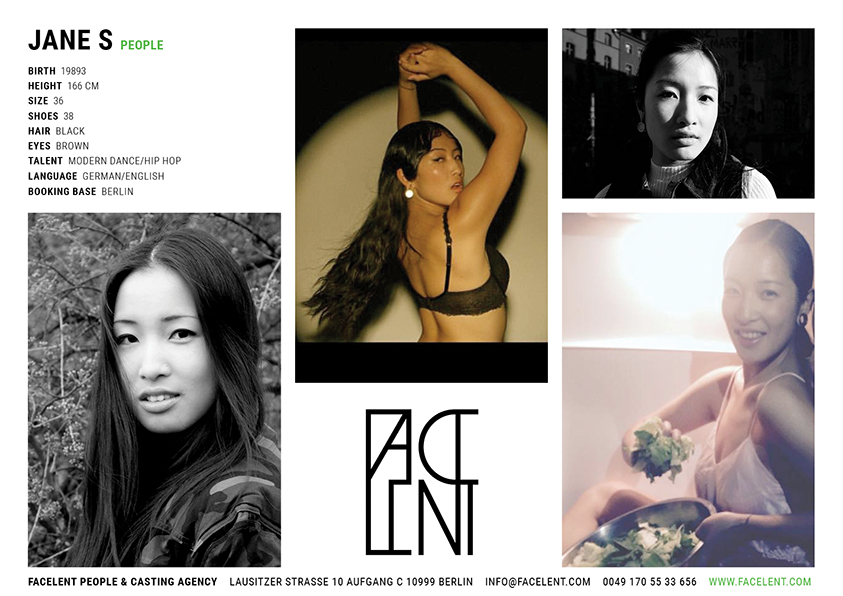 JANE S PEOPLE
BIRTH 19893
HEIGHT 166 CM
SIZE 36
SHOES 38
HAIR BLACK
EYES BROWN
TALENT MODERN DANCE/HIP HOP
LANGUAGE GERMAN/ENGLISH
BOOKING BASE BERLIN
FACE
LENT
FACELENT PEOPLE & CASTING AGENCY LAUSITZER STRASSE 10 AUFGANG C 10999 BERLIN INFO@FACELENT.COM 0049 170 55 33 656 WWW.FACELENT.COM